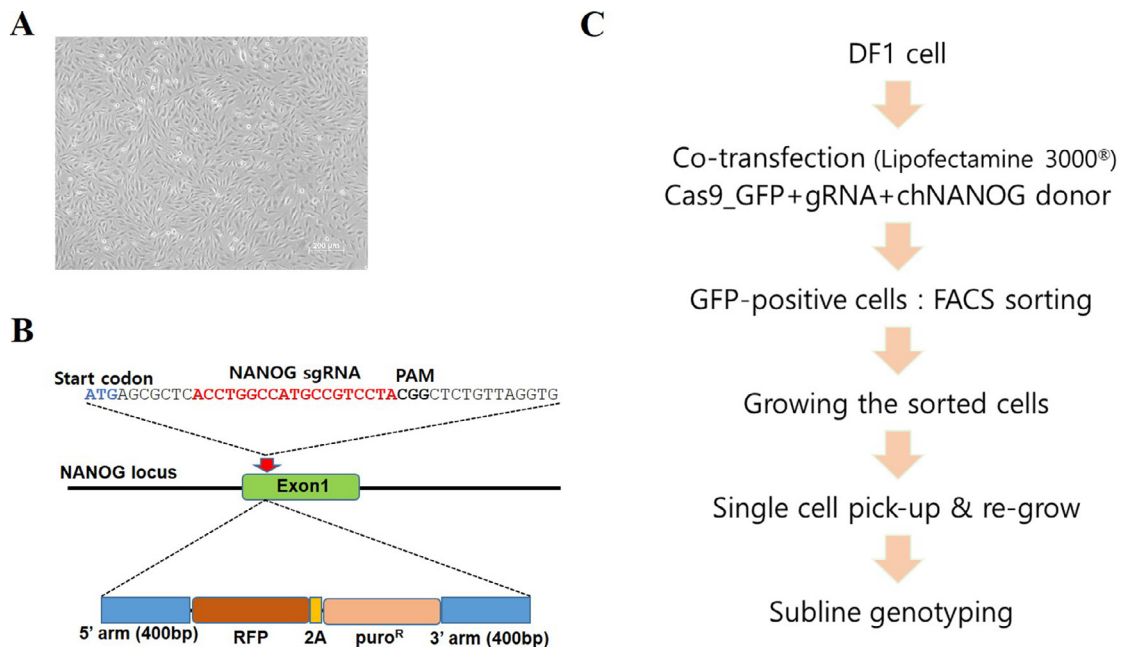 A
200 μm
B
Start codon
NANOG sgRNA
PAM
ATGAGCGCTCACCTGGCCATGCCGTCCTACGGCTCTGTTAGGTG
NANOG locus
Exon1
5' arm (400bp)
RFP
2A
puroR
3' arm (400bp)
C
DF1 cell
Co-transfection (Lipofectamine 3000®)
Cas9_GFP+gRNA+chNANOG donor
GFP-positive cells : FACS sorting
Growing the sorted cells
Single cell pick-up & re-grow
Subline genotyping